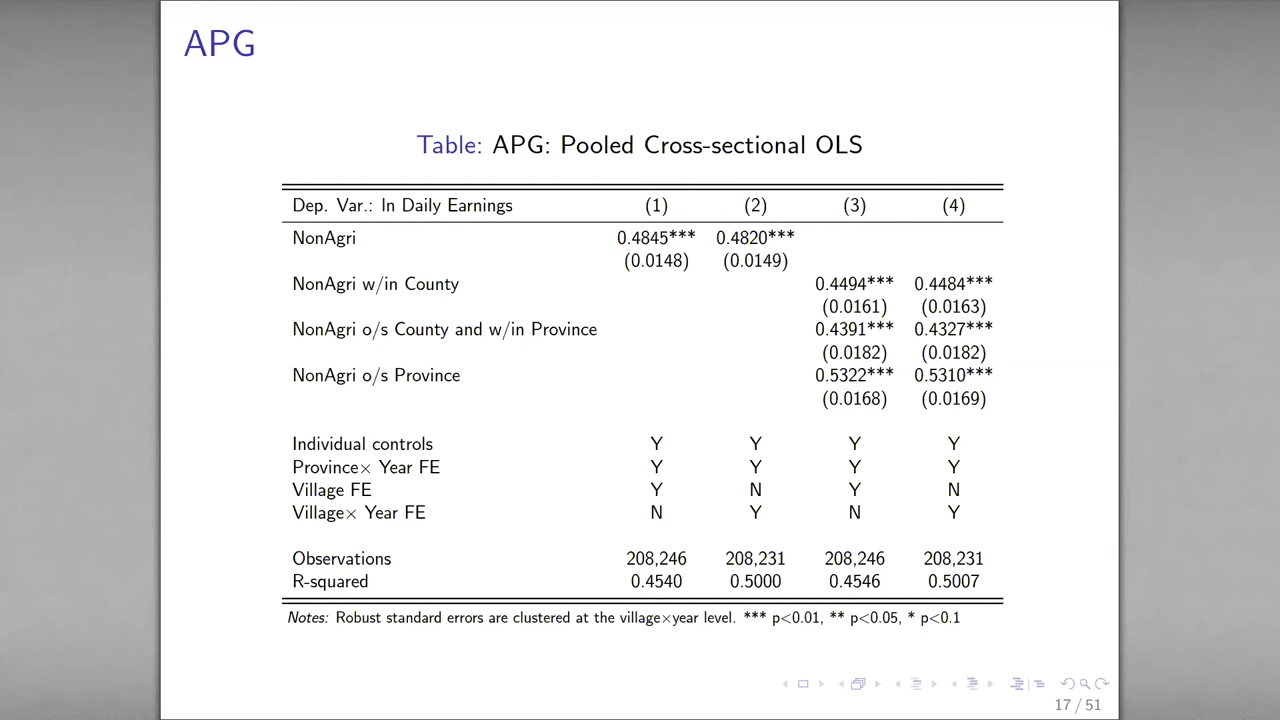 APG
Table: APG: Pooled Cross-sectional OLS
Dep. Var.: ln Daily Earnings (1) (2) (3) (4)
NonAgri 0.4845*** 0.4820***
(0.0148) (0.0149)
NonAgri w/in County 0.4494*** 0.4484***
(0.0161) (0.0163)
NonAgri o/s County and w/in Province 0.4391*** 0.4327***
(0.0182) (0.0182)
NonAgri o/s Province 0.5322*** 0.5310***
(0.0168) (0.0169)
Individual controls Y Y Y Y
Province× Year FE Y Y Y Y
Village FE Y N Y N
Village× Year FE N Y N Y
Observations 208,246 208,231 208,246 208,231
R-squared 0.4540 0.5000 0.4546 0.5007
Notes: Robust standard errors are clustered at the village×year level. *** p<0.01, ** p<0.05, * p<0.1
17 / 51